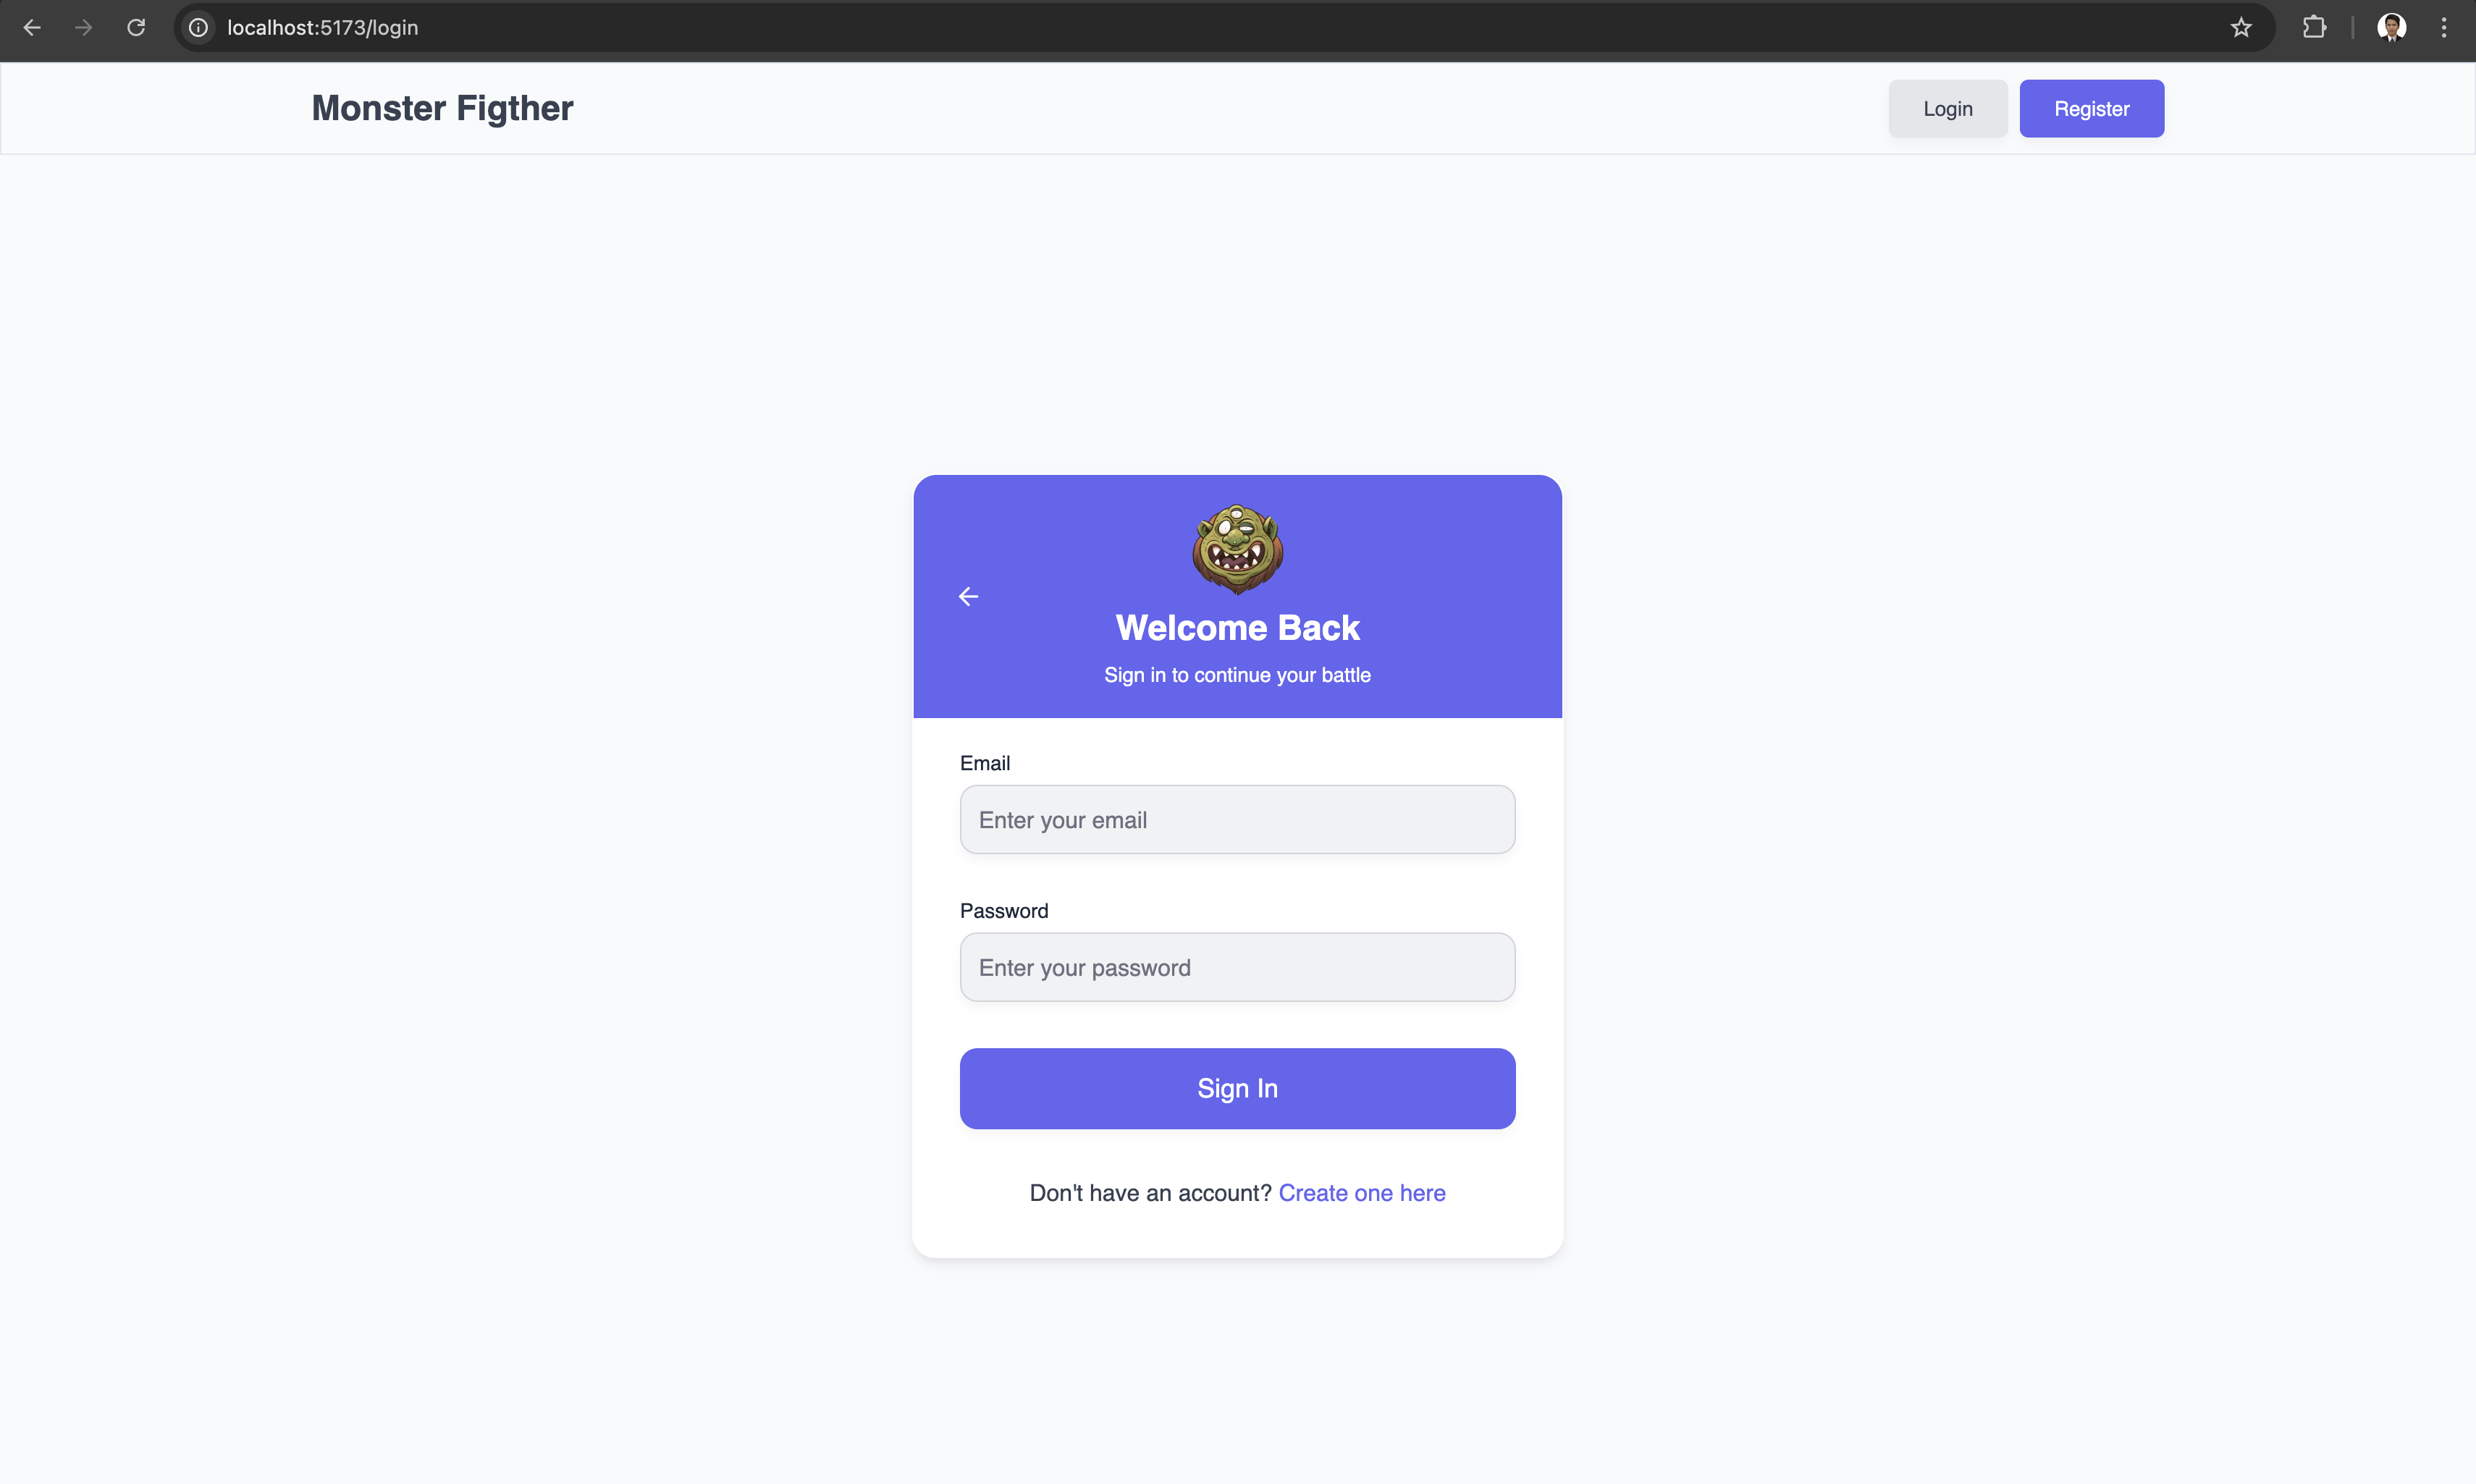 localhost:5173/login
Monster Figther
Login
Register
Welcome Back
Sign in to continue your battle
Email
Enter your email
Password
Enter your password
Sign In
Don't have an account? Create one here